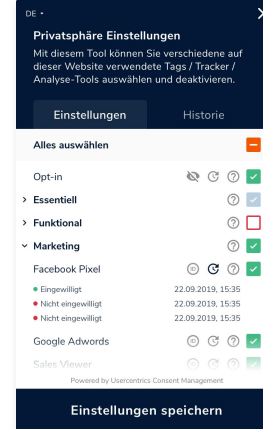 DE
Privatsphäre Einstellungen
Mit diesem Tool können Sie verschiedene auf
dieser Website verwendete Tags / Tracker /
Analyse-Tools auswählen und deaktivieren.
Einstellungen Historie
Alles auswählen
Opt-in
Essentiell
Funktional
Marketing
Facebook Pixel
Eingewilligt 22.09.2019, 15:35
Nicht eingewilligt 22.09.2019, 15:35
Nicht eingewilligt 22.09.2019, 15:35
Google Adwords
Sales Viewer
Powered by Usercentrics Consent Management
Einstellungen speichern